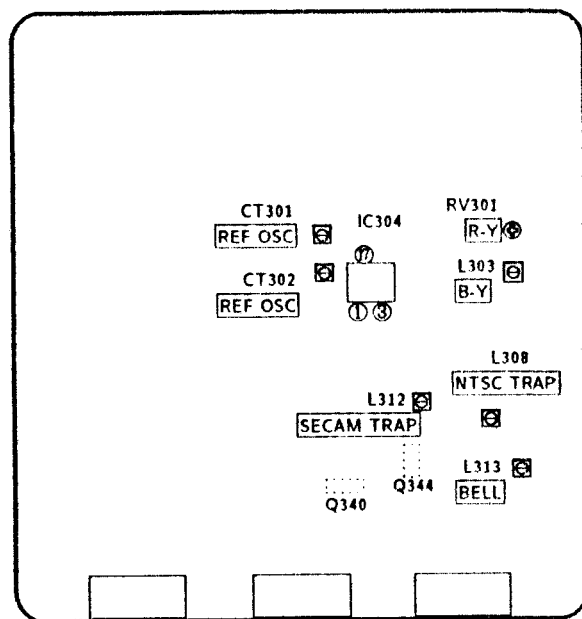 CT301
REF OSC
IC304
17
RV301
R-Y
CT302
REF OSC
1 3
L303
B-Y
L308
NTSC TRAP
L312
SECAM TRAP
Q344
Q340
L313
BELL